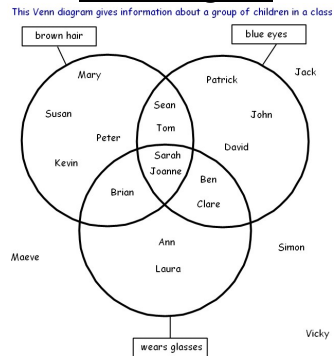 This Venn diagram gives information about a group of children in a class
brown hair
blue eyes
Mary
Patrick
Jack
Sean
Susan
John
Tom
Peter
David
Sarah
Kevin
Joanne
Ben
Brian
Clare
Ann
Simon
Maeve
Laura
Vicky
wears glasses